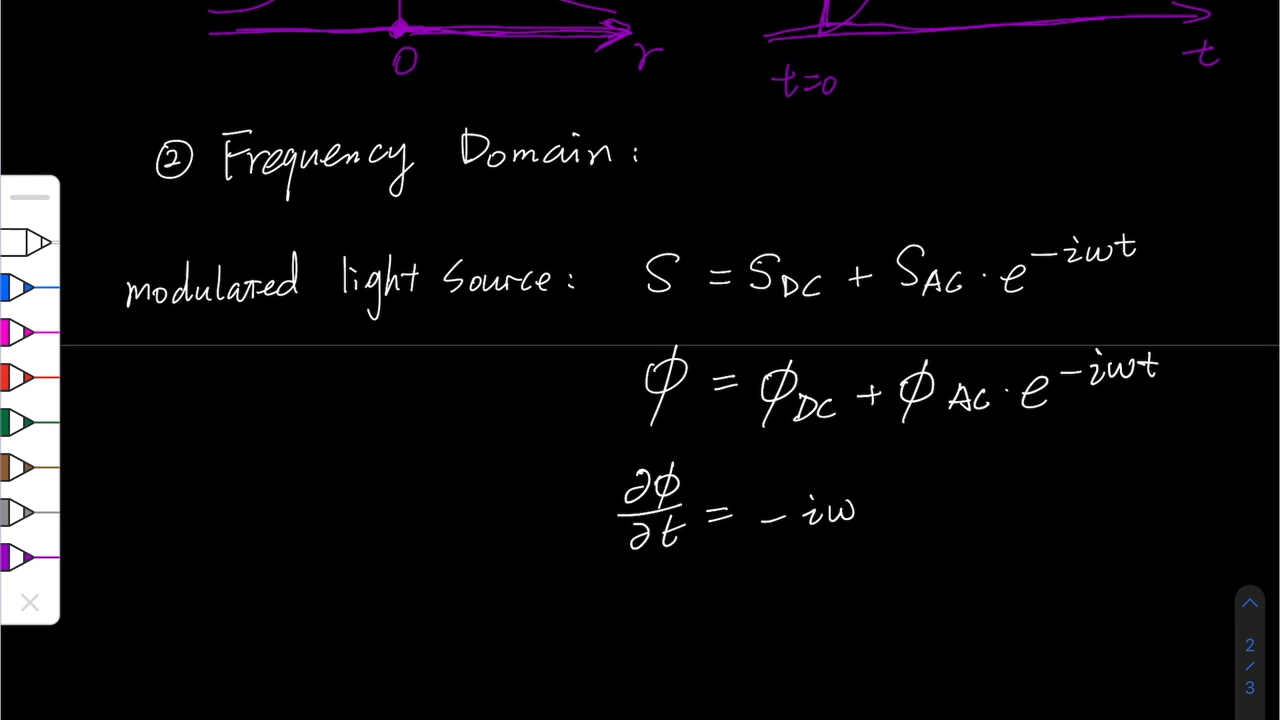 0 r t
t=0
② Frequency Domain:
modulated light source: S = S_DC + S_AC · e^{-iωt}
ϕ = ϕ_DC + ϕ_AC · e^{-iωt}
∂ϕ/∂t = -iω
2
/
3